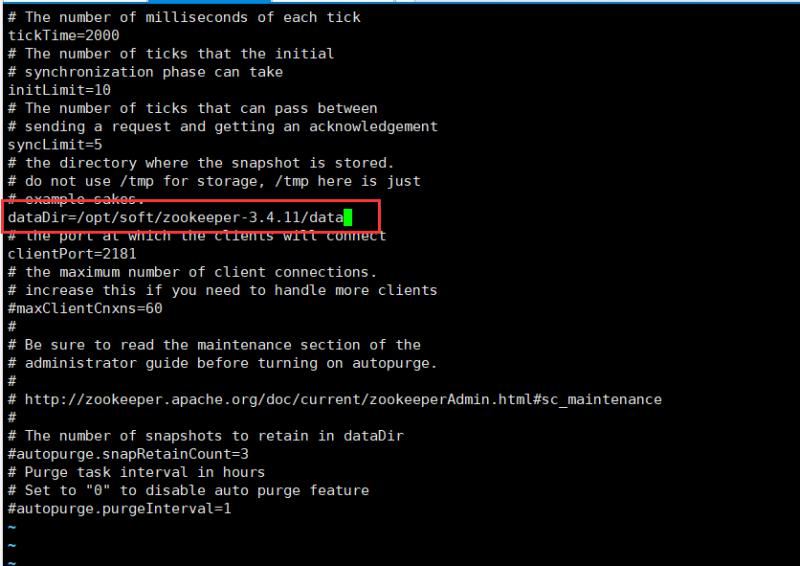 # The number of milliseconds of each tick
tickTime=2000
# The number of ticks that the initial
# synchronization phase can take
initLimit=10
# The number of ticks that can pass between
# sending a request and getting an acknowledgement
syncLimit=5
# the directory where the snapshot is stored.
# do not use /tmp for storage, /tmp here is just
# example sakes.
dataDir=/opt/soft/zookeeper-3.4.11/data
# the port at which the clients will connect
clientPort=2181
# the maximum number of client connections.
# increase this if you need to handle more clients
#maxClientCnxns=60
#
# Be sure to read the maintenance section of the
# administrator guide before turning on autopurge.
#
# http://zookeeper.apache.org/doc/current/zookeeperAdmin.html#sc_maintenance
#
# The number of snapshots to retain in dataDir
#autopurge.snapRetainCount=3
# Purge task interval in hours
# Set to "0" to disable auto purge feature
#autopurge.purgeInterval=1
~
~
~